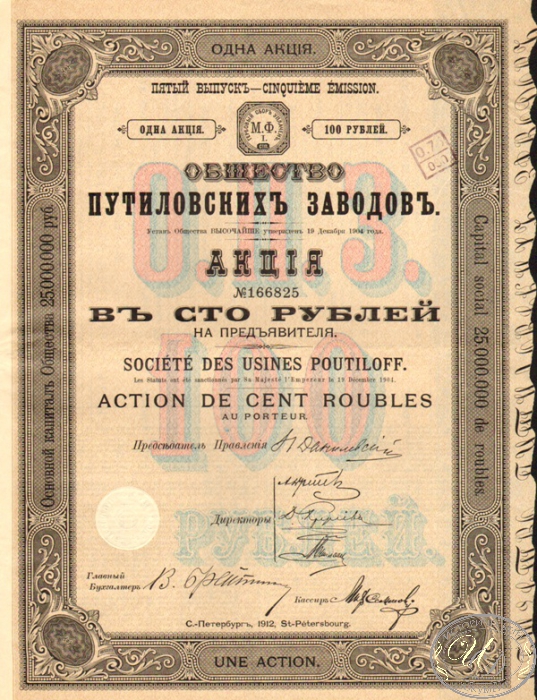 ОДНА АКЦІЯ.
ПЯТЫЙ ВЫПУСКЪ—CINQUIÈME ÉMISSION.
ОДНА АКЦІЯ.
М.Ф.
I.
100 РУБЛЕЙ.
О.П.З.
ОБЩЕСТВО
ПУТИЛОВСКИХЪ ЗАВОДОВЪ.
Уставъ Общества ВЫСОЧАЙШЕ утвержденъ 19 Декабря 1904 года.
АКЦІЯ
№166825
ВЪ СТО РУБЛЕЙ
НА ПРЕДЪЯВИТЕЛЯ.
100
SOCIÉTÉ DES USINES POUTILOFF.
Les Statuts ont été sanctionnés par Sa Majesté l'Empereur le 19 Décembre 1904.
ACTION DE CENT ROUBLES
AU PORTEUR.
Предсѣдатель Правленія
Директоры
РУБЛЕЙ.
Главный
Бухгалтеръ
Кассиръ
С.-Петербургъ, 1912, St-Pétersbourg.
UNE ACTION.
Основной капиталъ Общества 25.000.000 руб.
Capital social 25.000.000 de roubles.